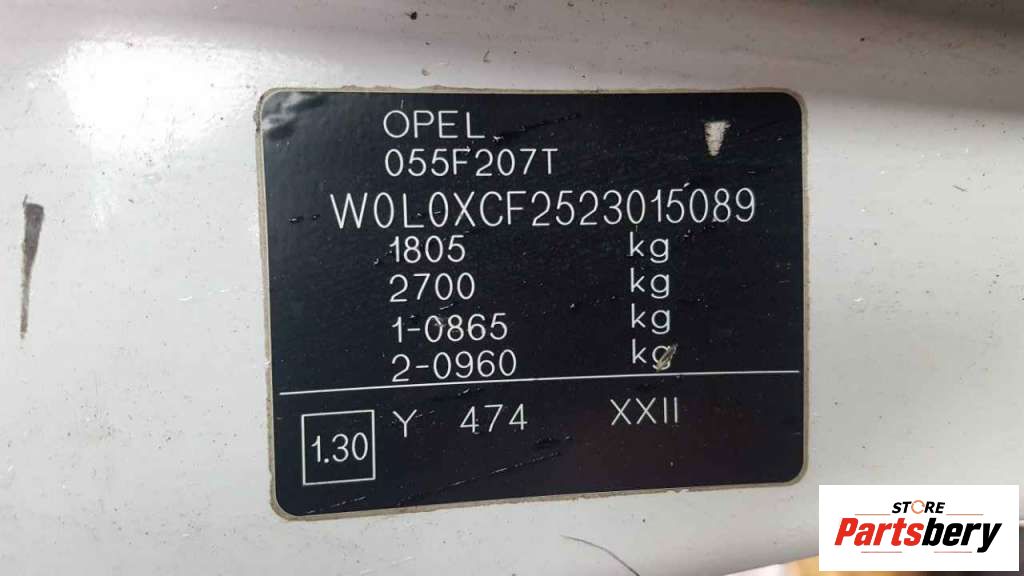 OPEL
055F207T
W0L0XCF2523015089
1805 kg
2700 kg
1-0865 kg
2-0960 kg
1.30 Y 474 XXII
STORE
Partsbery